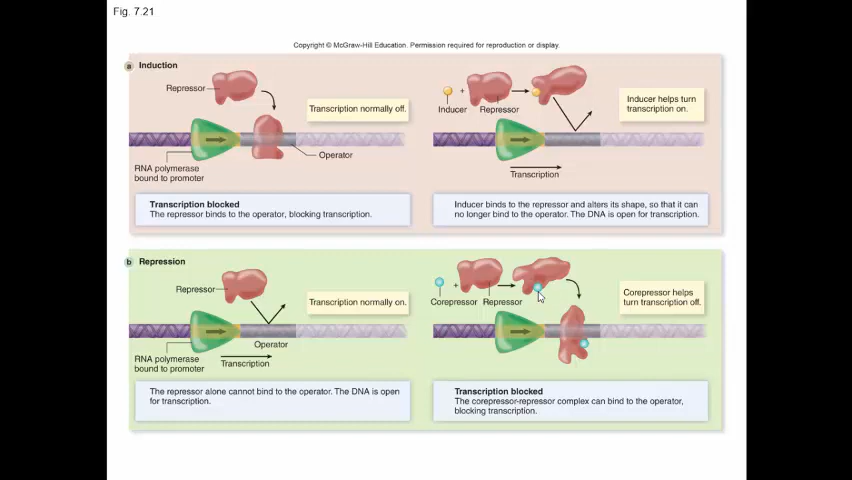 Fig. 7.21
Copyright © McGraw-Hill Education. Permission required for reproduction or display.
a Induction
Repressor
Transcription normally off.
Operator
RNA polymerase
bound to promoter
Transcription blocked
The repressor binds to the operator, blocking transcription.
+
Inducer Repressor
Inducer helps turn
transcription on.
Transcription
Inducer binds to the repressor and alters its shape, so that it can
no longer bind to the operator. The DNA is open for transcription.
b Repression
Repressor
Transcription normally on.
Operator
RNA polymerase
bound to promoter
Transcription
The repressor alone cannot bind to the operator. The DNA is open
for transcription.
+
Corepressor Repressor
Corepressor helps
turn transcription off.
Transcription blocked
The corepressor-repressor complex can bind to the operator,
blocking transcription.